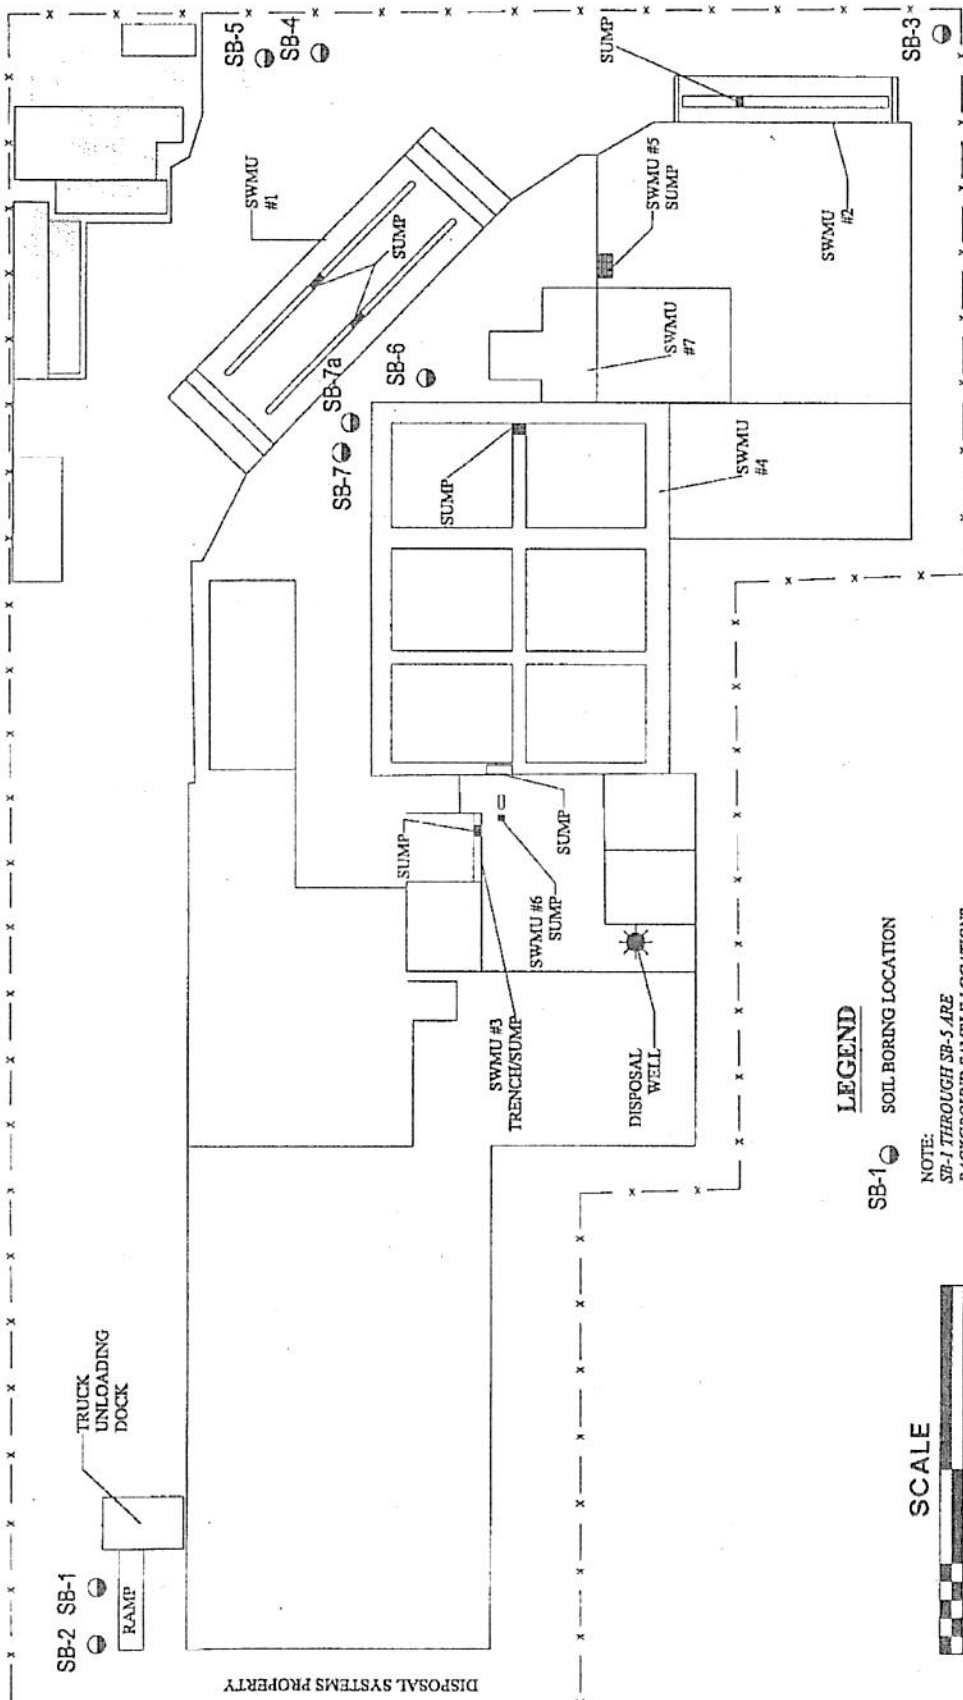 SB-5
SB-4
SB-3
SUMP
SWMU
#1
SUMP
SWMU #5
SUMP
SWMU
#2
SB-7a
SB-7
SB-6
SWMU
#7
SUMP
SWMU
#4
SUMP
SUMP
SWMU #6
SUMP
SWMU #3
TRENCH/SUMP
DISPOSAL
WELL
TRUCK
UNLOADING
DOCK
SB-2
SB-1
RAMP
DISPOSAL SYSTEMS PROPERTY
LEGEND
SB-1
SOIL BORING LOCATION
NOTE:
SB-1 THROUGH SB-5 ARE
SCALE